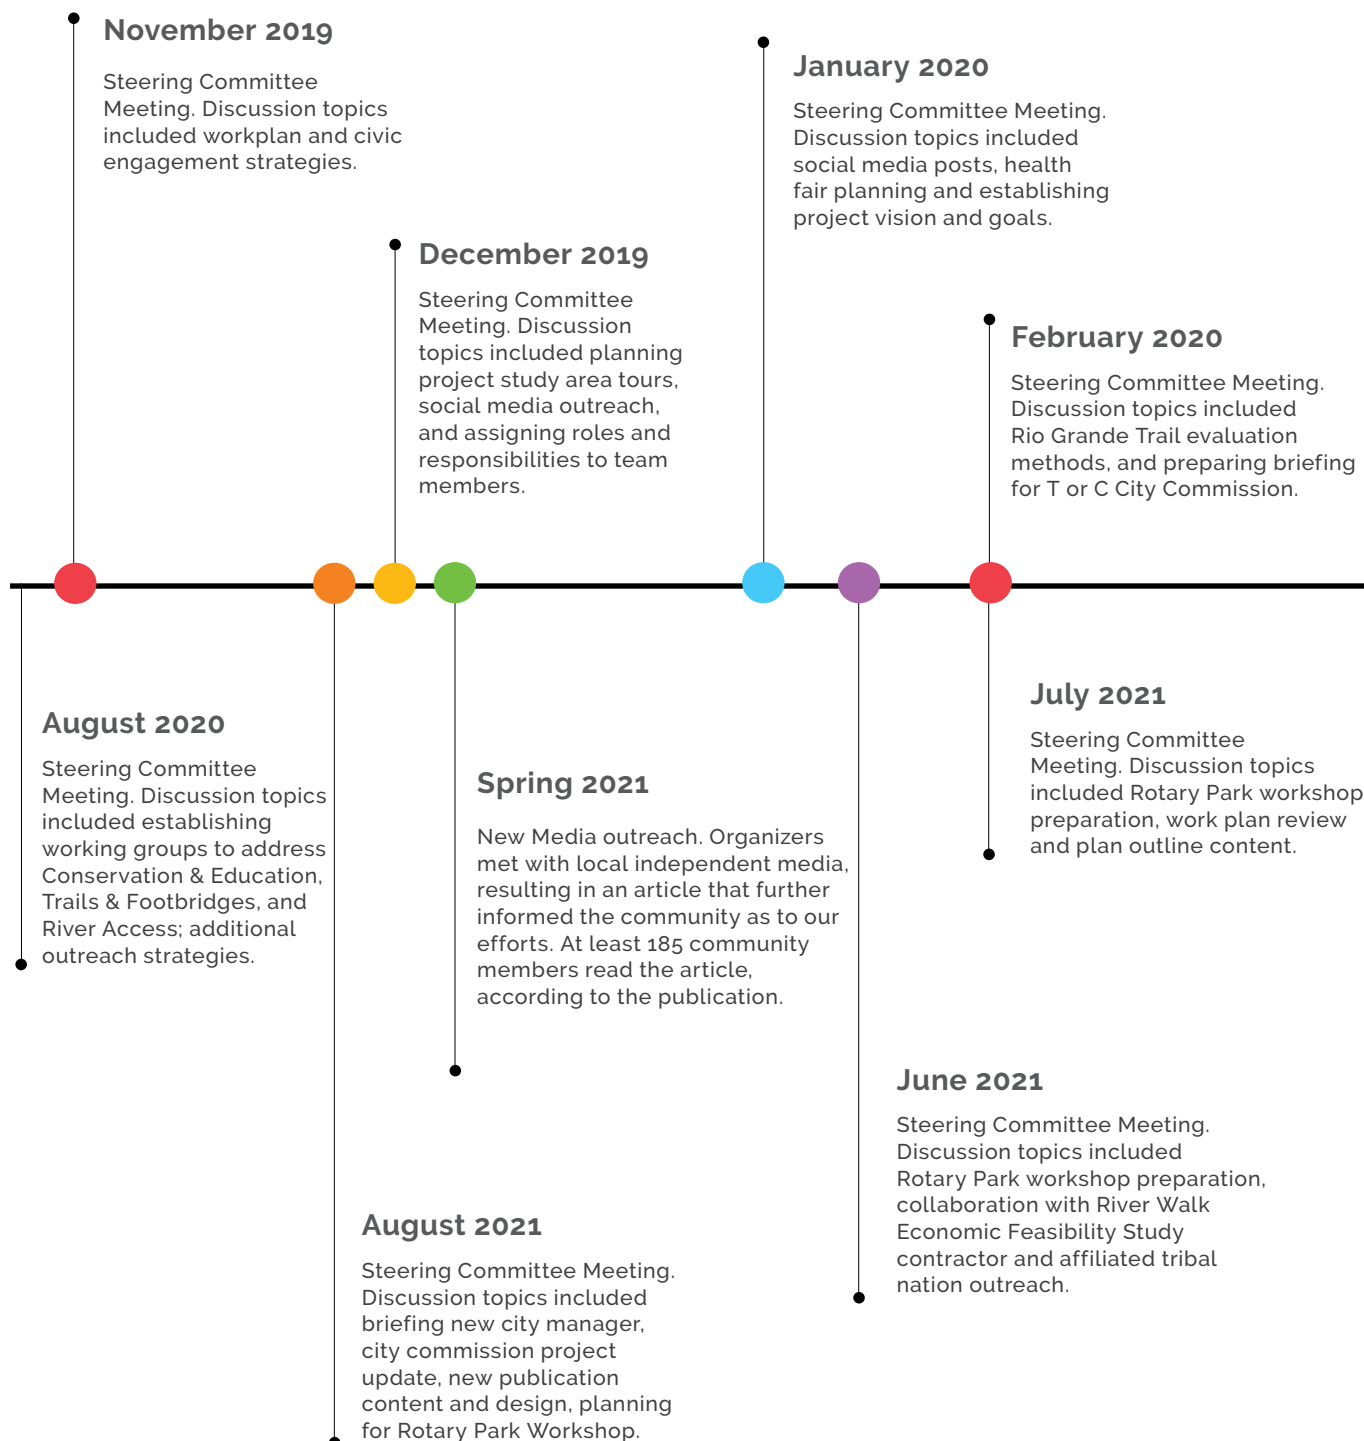 November 2019
Steering Committee
Meeting. Discussion topics
included workplan and civic
engagement strategies.
December 2019
Steering Committee
Meeting. Discussion
topics included planning
project study area tours,
social media outreach,
and assigning roles and
responsibilities to team
members.
January 2020
Steering Committee Meeting.
Discussion topics included
social media posts, health
fair planning and establishing
project vision and goals.
February 2020
Steering Committee Meeting.
Discussion topics included
Rio Grande Trail evaluation
methods, and preparing briefing
for T or C City Commission.
August 2020
Steering Committee
Meeting. Discussion topics
included establishing
working groups to address
Conservation & Education,
Trails & Footbridges, and
River Access; additional
outreach strategies.
Spring 2021
New Media outreach. Organizers
met with local independent media,
resulting in an article that further
informed the community as to our
efforts. At least 185 community
members read the article,
according to the publication.
June 2021
Steering Committee Meeting.
Discussion topics included
Rotary Park workshop preparation,
collaboration with River Walk
Economic Feasibility Study
contractor and affiliated tribal
nation outreach.
July 2021
Steering Committee
Meeting. Discussion topics
included Rotary Park workshop
preparation, work plan review
and plan outline content.
August 2021
Steering Committee Meeting.
Discussion topics included
briefing new city manager,
city commission project
update, new publication
content and design, planning
for Rotary Park Workshop.